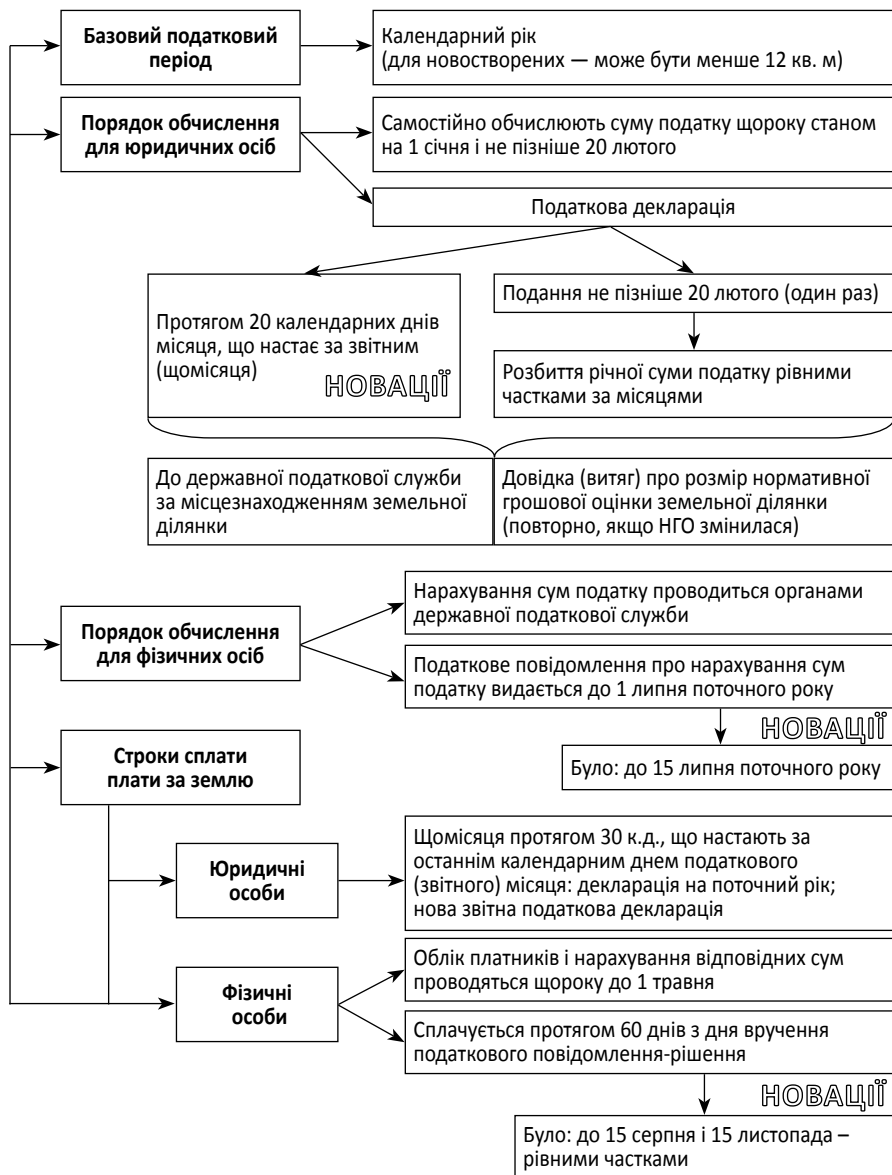 Базовий податковий
період
Календарний рік
(для новостворених — може бути менше 12 кв. м)
Порядок обчислення
для юридичних осіб
Самостійно обчислюють суму податку щороку станом
на 1 січня і не пізніше 20 лютого
Податкова декларація
Протягом 20 календарних днів
місяця, що настає за звітним
(щомісяця)
НОВАЦІЇ
Подання не пізніше 20 лютого (один раз)
Розбиття річної суми податку рівними
частками за місяцями
До державної податкової служби
за місцезнаходженням земельної
ділянки
Довідка (витяг) про розмір нормативної
грошової оцінки земельної ділянки
(повторно, якщо НГО змінилася)
Порядок обчислення
для фізичних осіб
Нарахування сум податку проводиться органами
державної податкової служби
Податкове повідомлення про нарахування сум
податку видається до 1 липня поточного року
НОВАЦІЇ
Було: до 15 липня поточного року
Строки сплати
плати за землю
Юридичні
особи
Щомісяця протягом 30 к.д., що настають за
останнім календарним днем податкового
(звітного) місяця: декларація на поточний рік;
нова звітна податкова декларація
Фізичні
особи
Облік платників і нарахування відповідних сум
проводяться щороку до 1 травня
Сплачується протягом 60 днів з дня вручення
податкового повідомлення-рішення
НОВАЦІЇ
Було: до 15 серпня і 15 листопада –
рівними частками